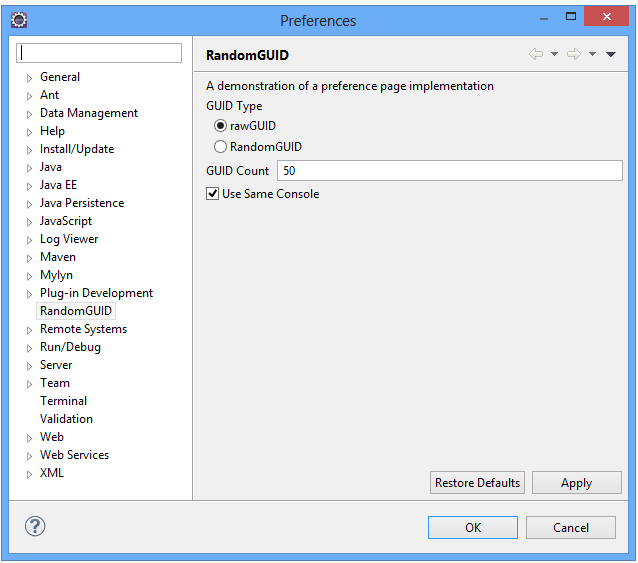 Preferences
General
Ant
Data Management
Help
Install/Update
Java
Java EE
Java Persistence
JavaScript
Log Viewer
Maven
Mylyn
Plug-in Development
RandomGUID
Remote Systems
Run/Debug
Server
Team
Terminal
Validation
Web
Web Services
XML
RandomGUID
A demonstration of a preference page implementation
GUID Type
rawGUID
RandomGUID
GUID Count 50
Use Same Console
Restore Defaults Apply
? OK Cancel